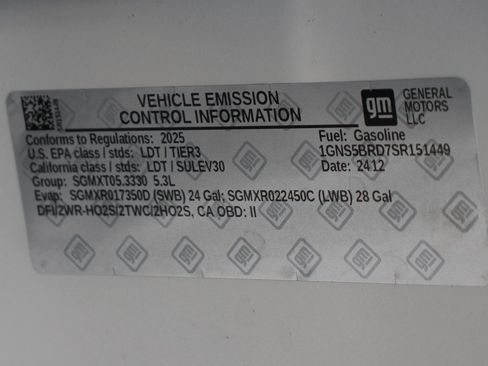 VEHICLE EMISSION
CONTROL INFORMATION
gm
GENERAL
MOTORS
LLC
Conforms to Regulations: 2025
U.S. EPA class / stds: LDT / TIER3
California class / stds: LDT / SULEV30
Group: SGMXT05.3330 5.3L
Evap: SGMXR017350D (SWB) 24 Gal; SGMXR022450C (LWB) 28 Gal
DFI/2WR-HO2S/2TWC/2HO2S, CA OBD: II
Fuel: Gasoline
1GNS5BRD7SR151449
Date: 2412